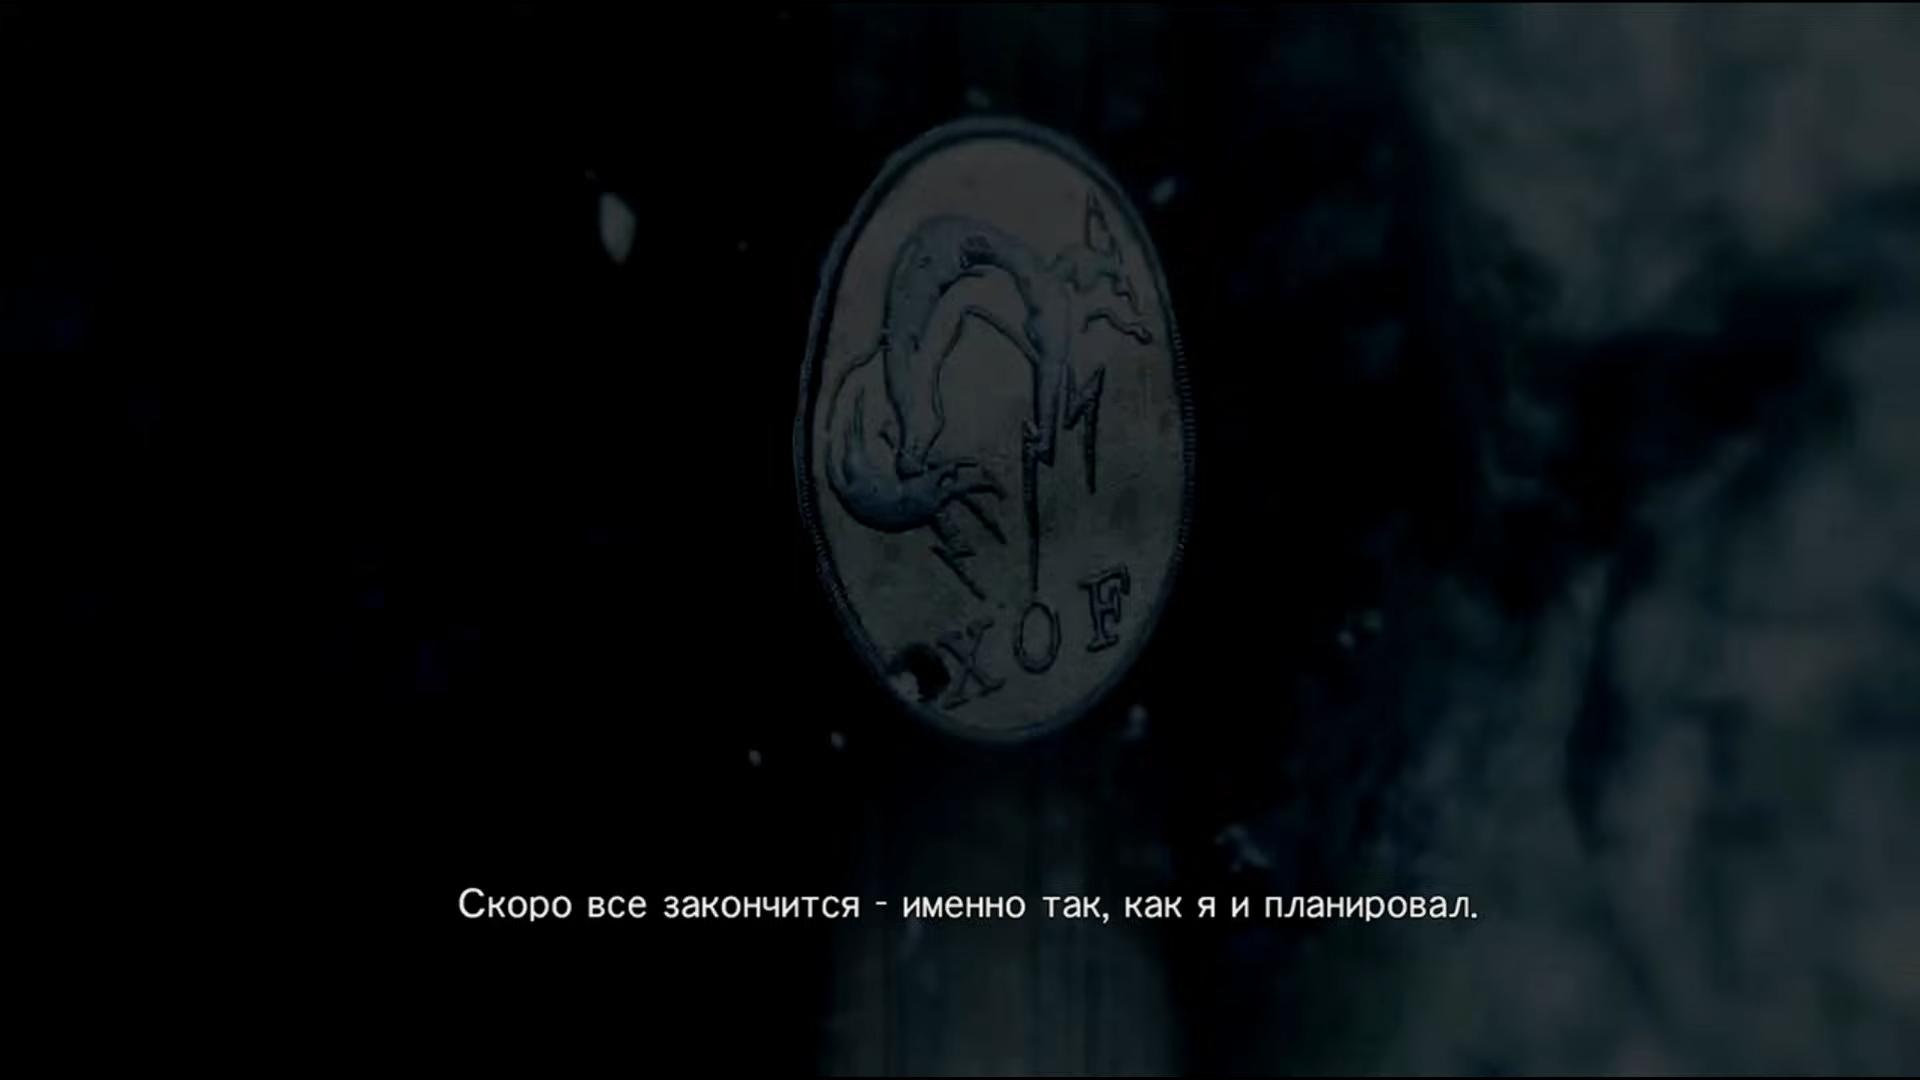 XOF
Скоро все закончится - именно так, как я и планировал.